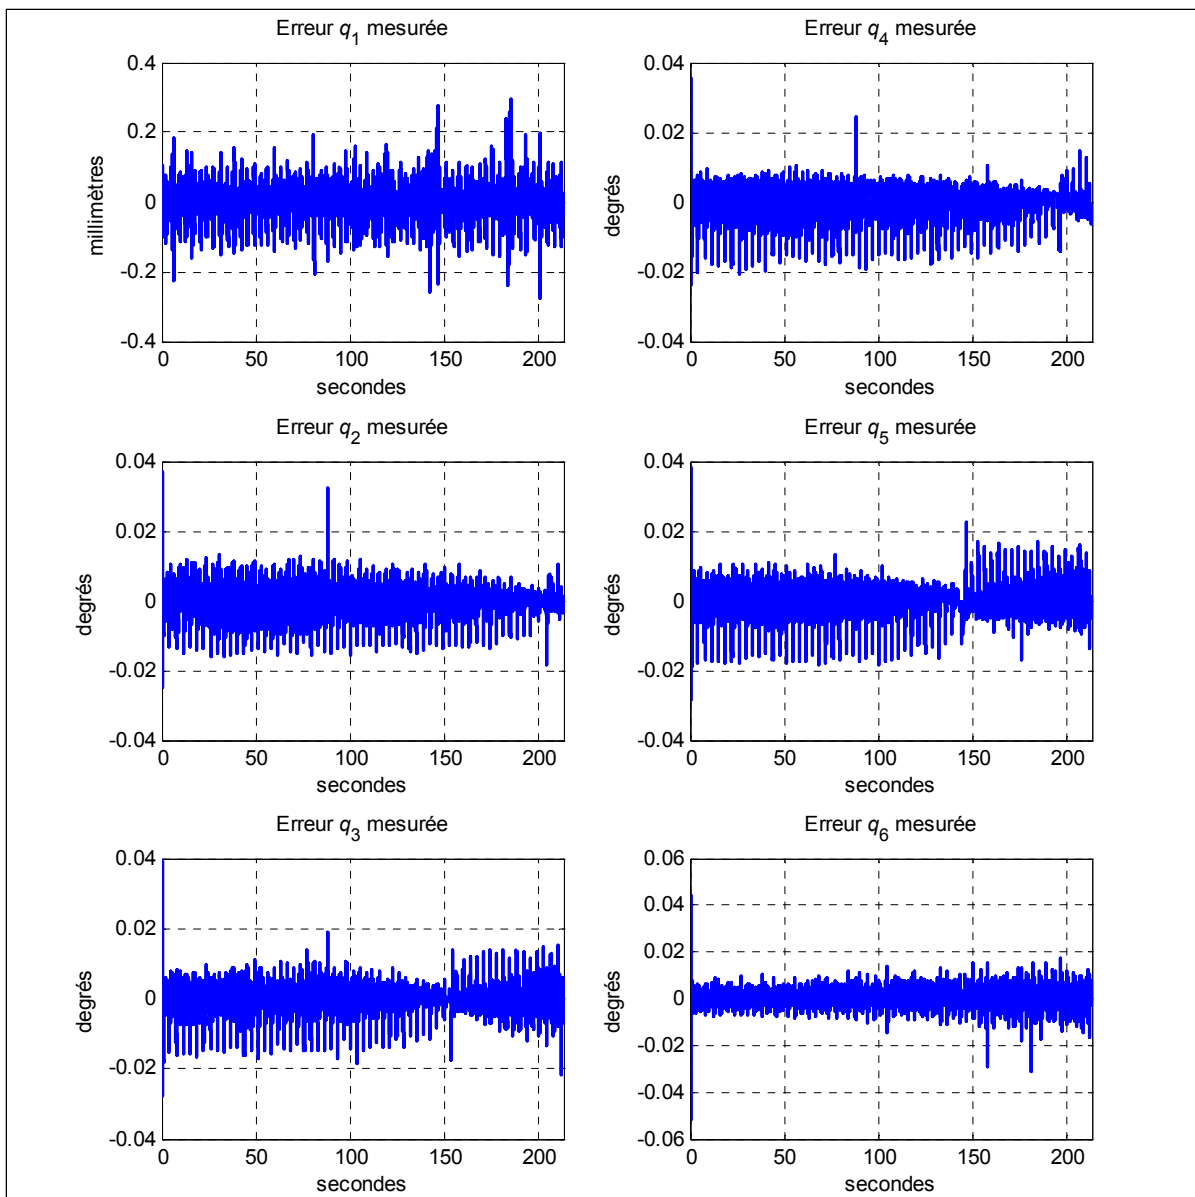 Erreur q1 mesurée
0.4
0.2
0
-0.2
-0.4
millimètres
0 50 100 150 200
secondes
Erreur q4 mesurée
0.04
0.02
0
-0.02
-0.04
degrés
0 50 100 150 200
secondes
Erreur q2 mesurée
0.04
0.02
0
-0.02
-0.04
degrés
0 50 100 150 200
secondes
Erreur q5 mesurée
0.04
0.02
0
-0.02
-0.04
degrés
0 50 100 150 200
secondes
Erreur q3 mesurée
0.04
0.02
0
-0.02
-0.04
degrés
0 50 100 150 200
secondes
Erreur q6 mesurée
0.06
0.04
0.02
0
-0.02
-0.04
-0.06
degrés
0 50 100 150 200
secondes